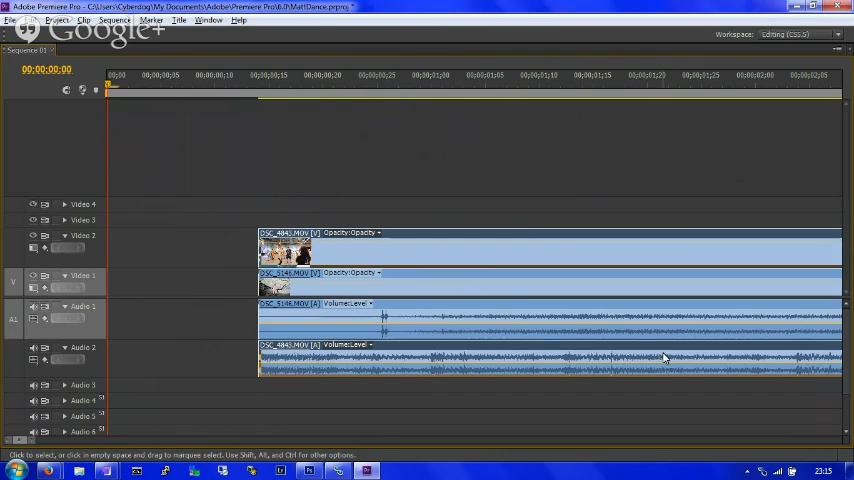 Adobe Premiere Pro - C:\Users\Cyberdog\My Documents\Adobe\Premiere Pro\6.0\MattDance.prproj *
Project Clip Sequence Marker Title Window Help
Google+
Workspace: Editing (CS5.5)
Sequence 01
00;00;00;00
00;00 00;00;00;05 00;00;00;10 00;00;00;15 00;00;00;20 00;00;00;25 00;00;01;00 00;00;01;05 00;00;01;10 00;00;01;15 00;00;01;20 00;00;01;25 00;00;02;00 00;00;02;05
Video 4
Video 3
Video 2
DSC_4843.MOV [V] Opacity:Opacity
V
Video 1
DSC_5146.MOV [V] Opacity:Opacity
A1
Audio 1
DSC_5146.MOV [A] Volume:Level
Audio 2
DSC_4843.MOV [A] Volume:Level
Audio 3
Audio 4
Audio 5
Audio 6
Click to select, or click in empty space and drag to marquee select. Use Shift, Alt, and Ctrl for other options.
Lr
Ps
Pr
23:15